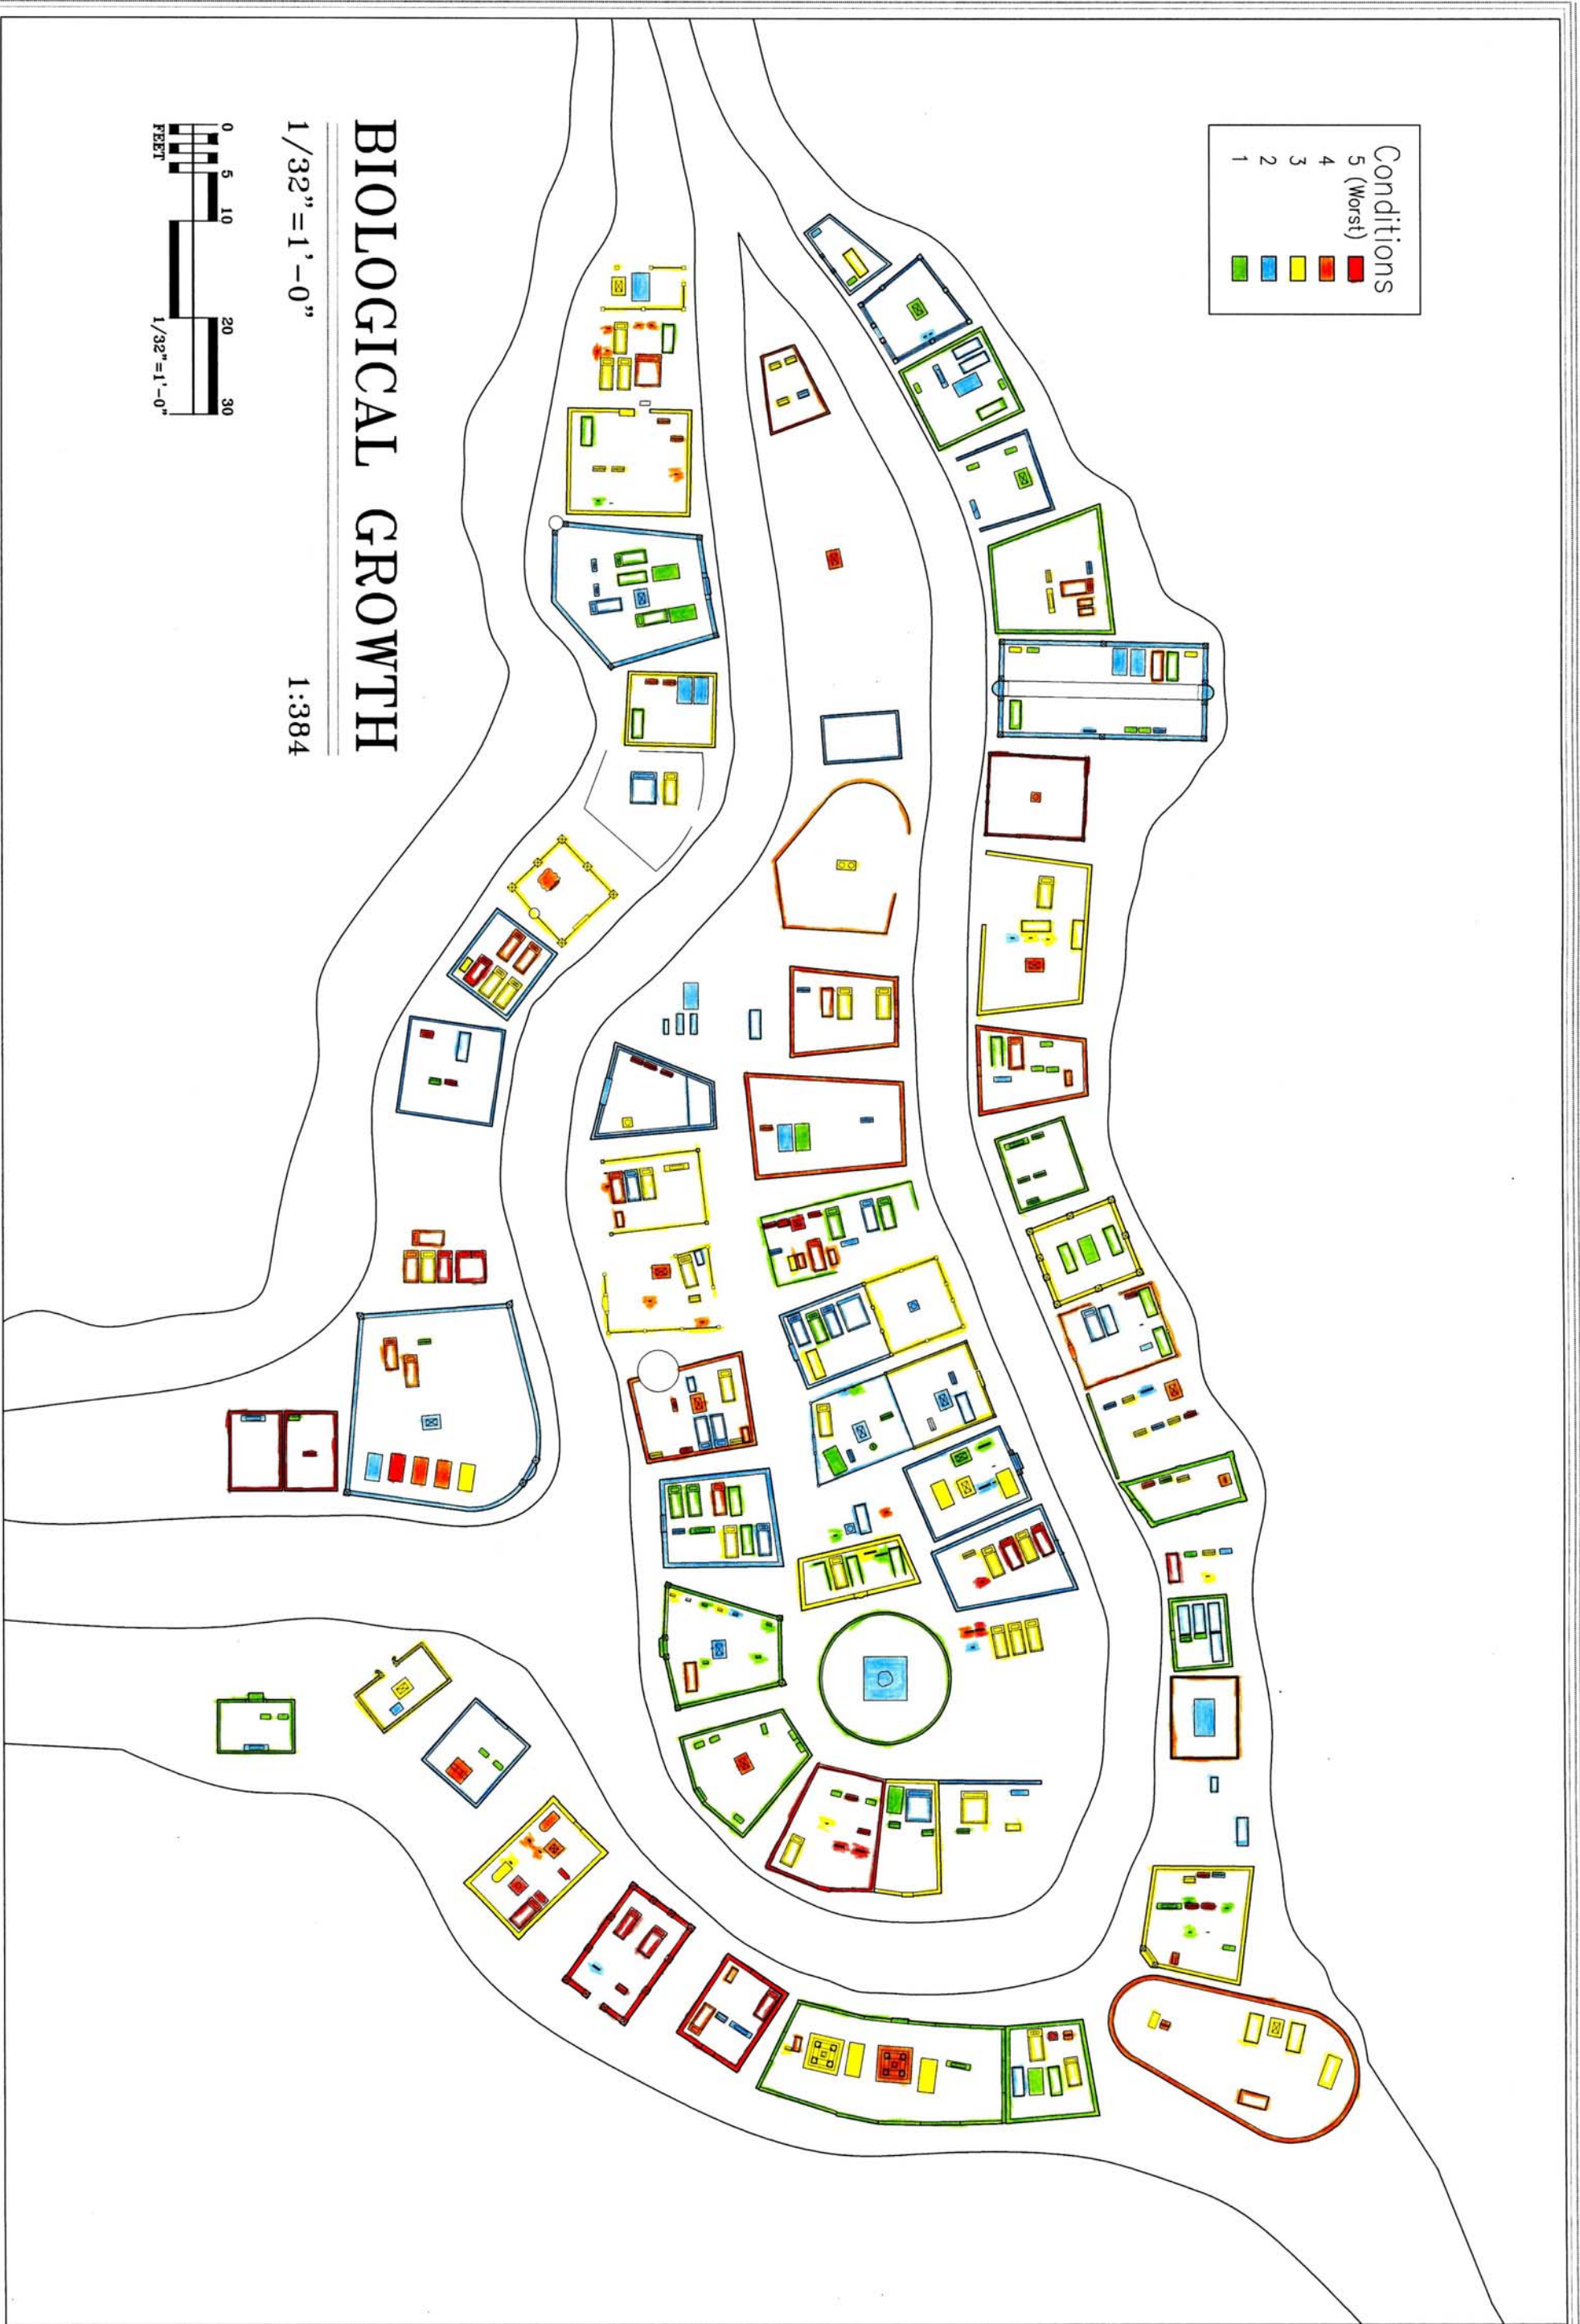 Conditions
5 (Worst)
4
3
2
1
BIOLOGICAL GROWTH
1/32"=1'-0" 1:384
0 5 10 20 30
FEET 1/32"=1'-0"